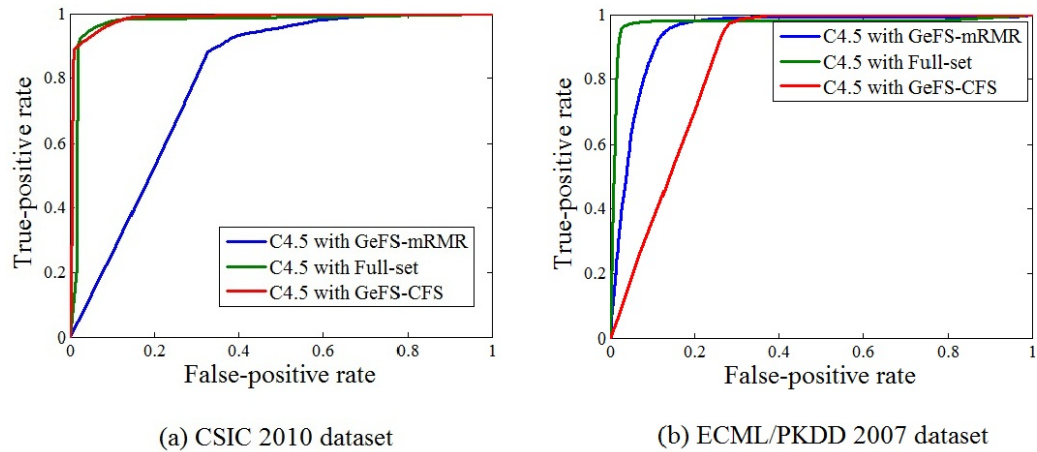 True-positive rate
1
0.8
0.6
0.4
0.2
0
C4.5 with GeFS-mRMR
C4.5 with Full-set
C4.5 with GeFS-CFS
0 0.2 0.4 0.6 0.8 1
False-positive rate
(a) CSIC 2010 dataset
True-positive rate
1
0.8
0.6
0.4
0.2
0
C4.5 with GeFS-mRMR
C4.5 with Full-set
C4.5 with GeFS-CFS
0 0.2 0.4 0.6 0.8 1
False-positive rate
(b) ECML/PKDD 2007 dataset